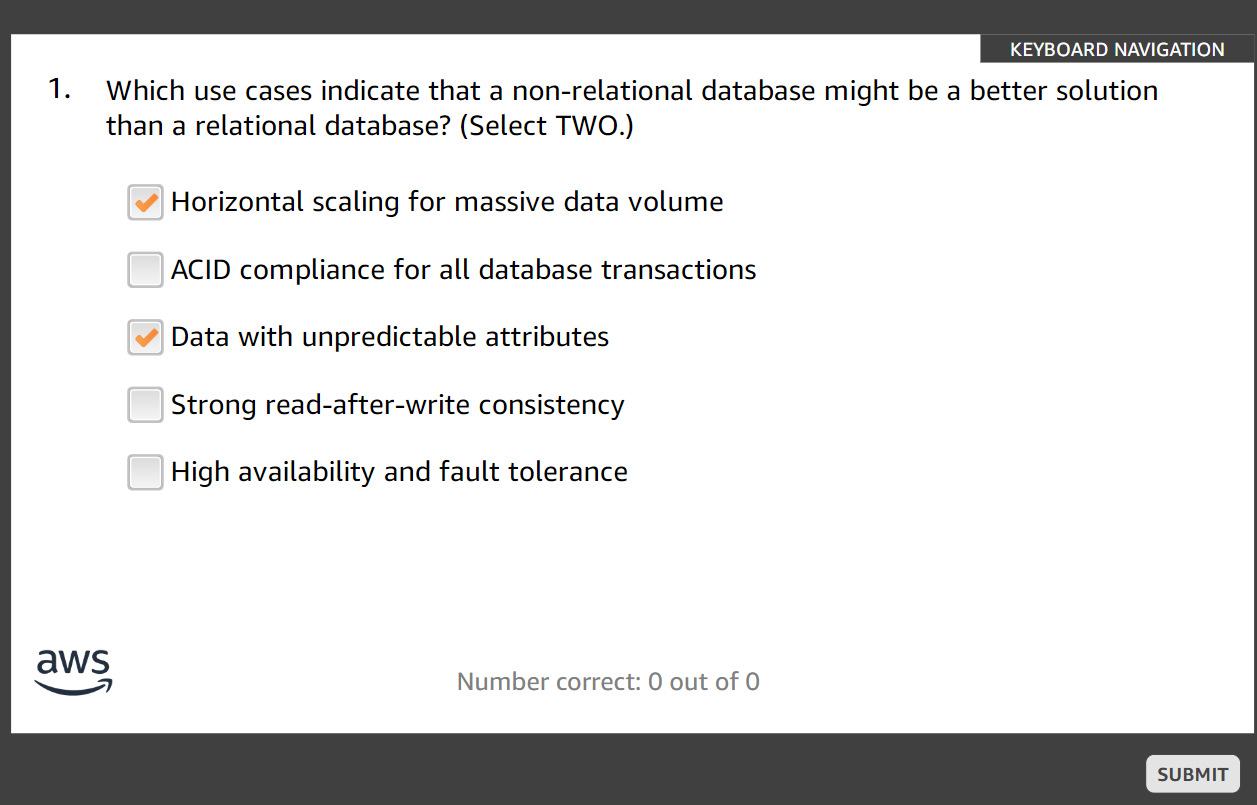 KEYBOARD NAVIGATION
1. Which use cases indicate that a non-relational database might be a better solution
than a relational database? (Select TWO.)
Horizontal scaling for massive data volume
ACID compliance for all database transactions
Data with unpredictable attributes
Strong read-after-write consistency
High availability and fault tolerance
aws
Number correct: 0 out of 0
SUBMIT